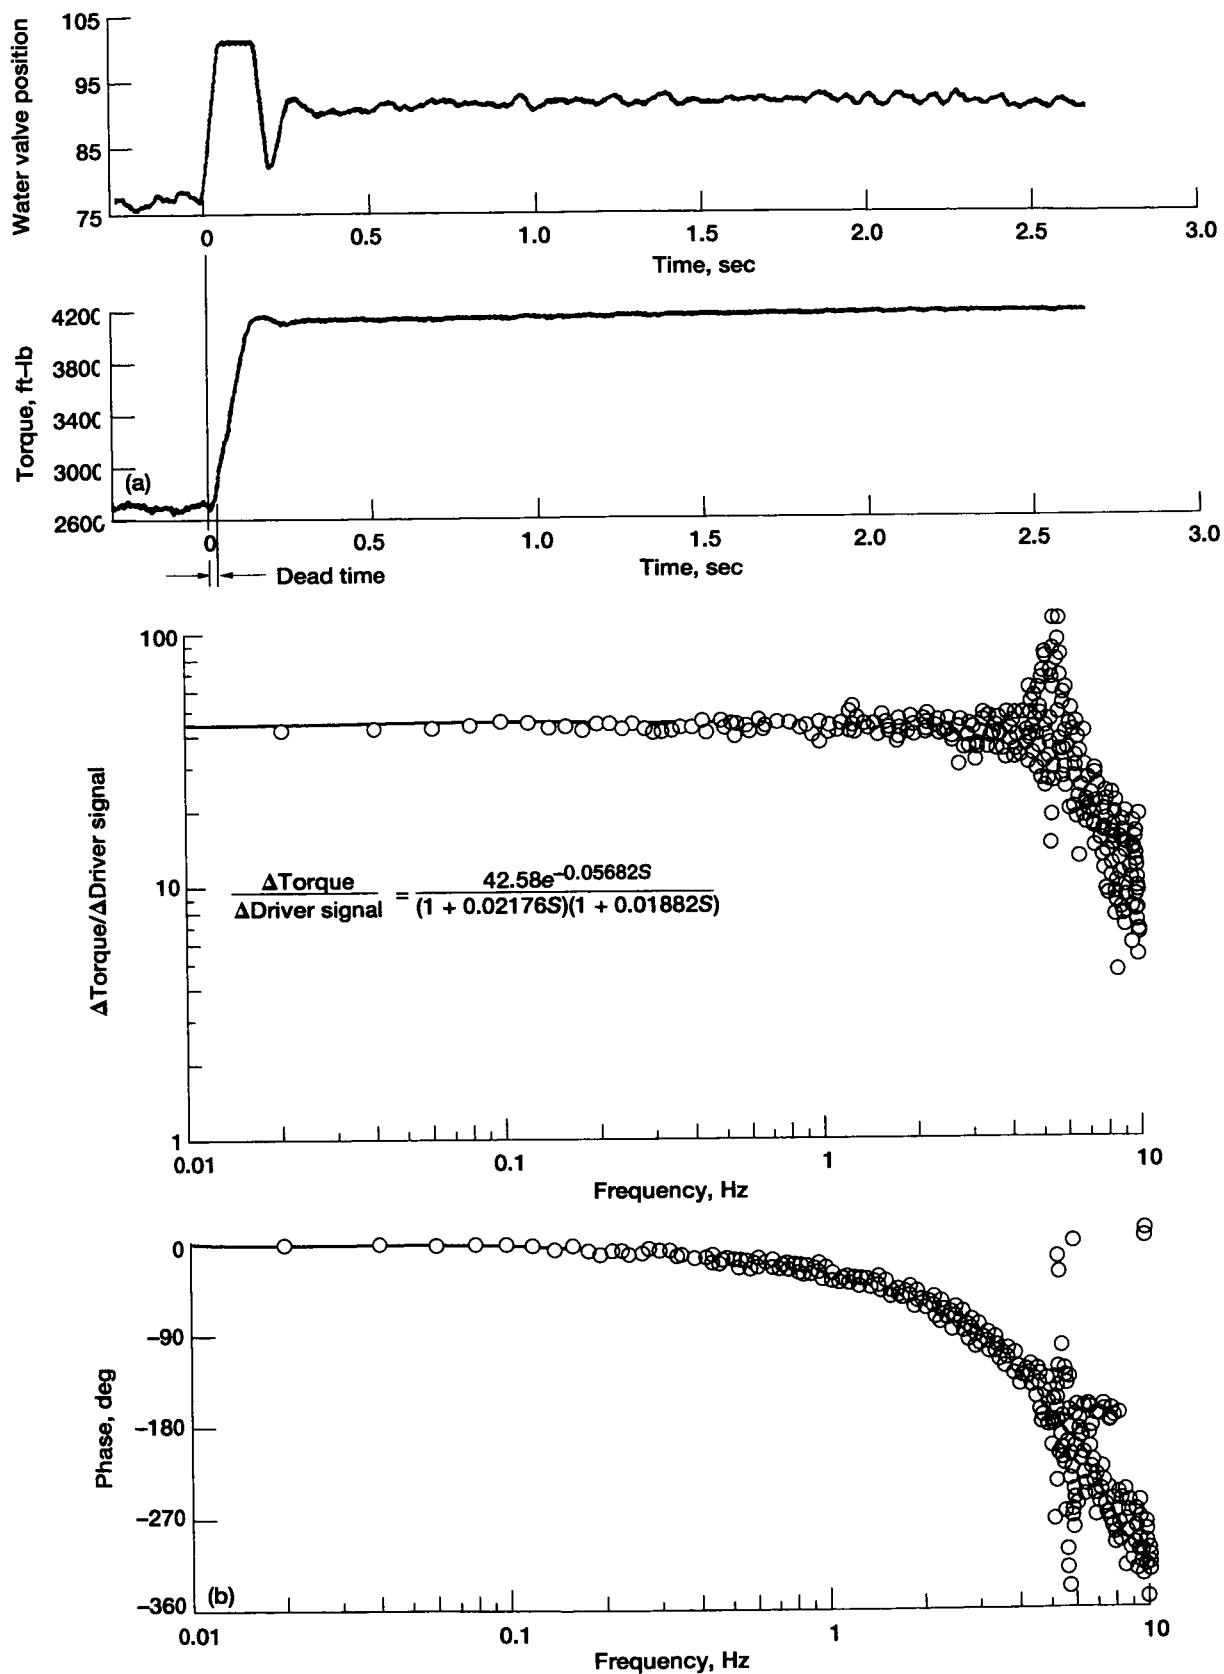 105
95
85
75
Water valve position
0
0.5
1.0
1.5
2.0
2.5
3.0
Time, sec
4200
3800
3400
3000
2600
Torque, ft–lb
(a)
0
0.5
1.0
1.5
2.0
2.5
3.0
Time, sec
Dead time
100
10
1
ΔTorque/ΔDriver signal
ΔTorque
ΔDriver signal
=
42.58e−0.05682S
(1 + 0.02176S)(1 + 0.01882S)
0.01
0.1
1
10
Frequency, Hz
0
−90
−180
−270
−360
Phase, deg
(b)
0.01
0.1
1
10
Frequency, Hz